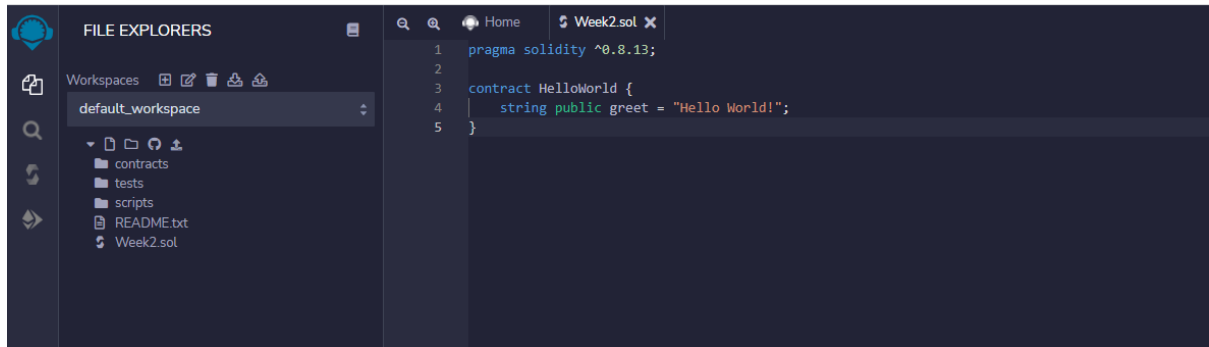 FILE EXPLORERS
Workspaces
default_workspace
contracts
tests
scripts
README.txt
Week2.sol
Home
Week2.sol
1 pragma solidity ^0.8.13;
2
3 contract HelloWorld {
4 string public greet = "Hello World!";
5 }